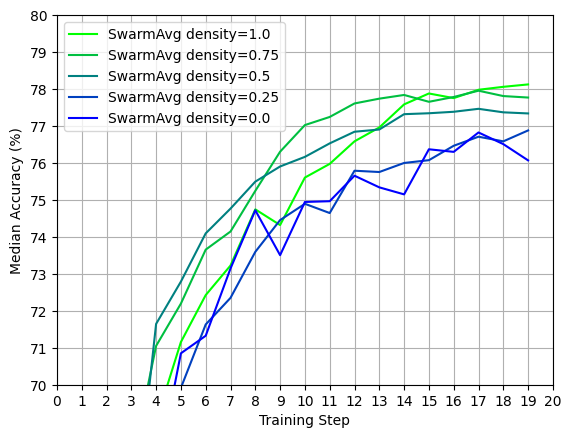 SwarmAvg density=1.0
SwarmAvg density=0.75
SwarmAvg density=0.5
SwarmAvg density=0.25
SwarmAvg density=0.0
Median Accuracy (%)
80
79
78
77
76
75
74
73
72
71
70
0 1 2 3 4 5 6 7 8 9 10 11 12 13 14 15 16 17 18 19 20
Training Step